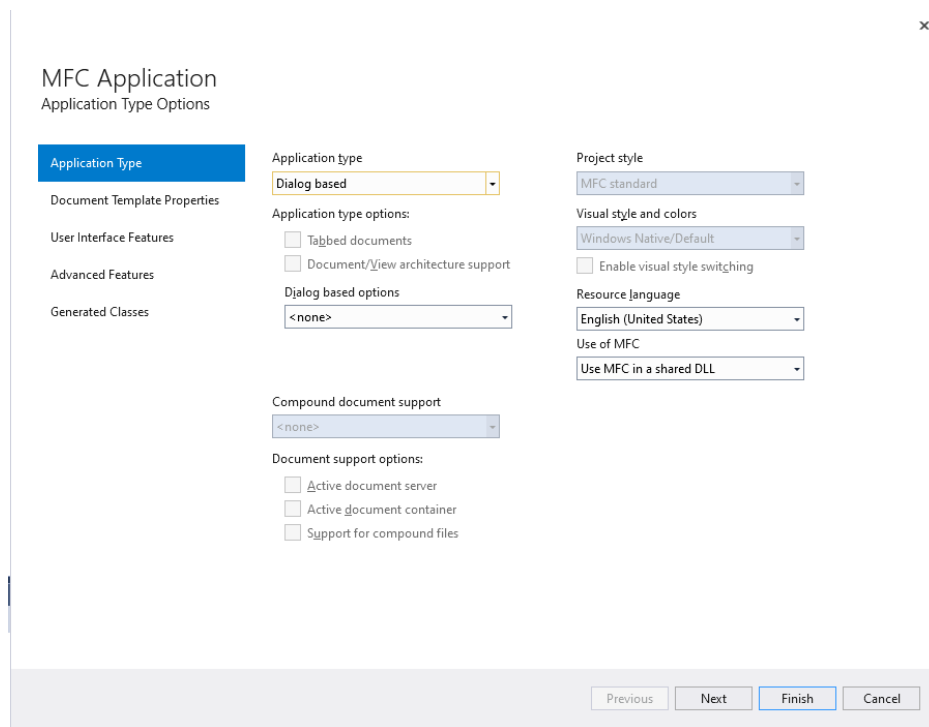 MFC Application
Application Type Options
Application Type
Document Template Properties
User Interface Features
Advanced Features
Generated Classes
Application type
Dialog based
Application type options:
Tabbed documents
Document/View architecture support
Dialog based options
<none>
Compound document support
<none>
Document support options:
Active document server
Active document container
Support for compound files
Project style
MFC standard
Visual style and colors
Windows Native/Default
Enable visual style switching
Resource language
English (United States)
Use of MFC
Use MFC in a shared DLL
Previous
Next
Finish
Cancel